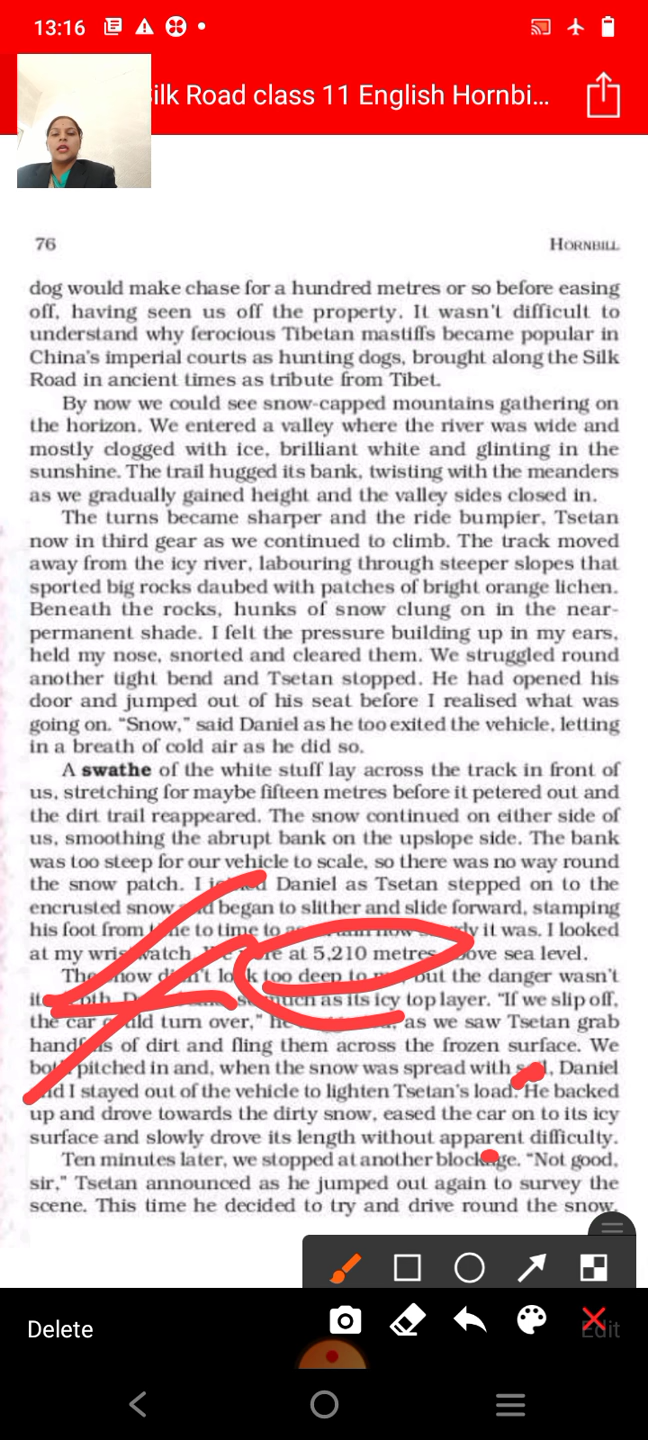 13:16
ilk Road class 11 English Hornbi...
76
HORNBILL
dog would make chase for a hundred metres or so before easing
off, having seen us off the property. It wasn't difficult to
understand why ferocious Tibetan mastiffs became popular in
China's imperial courts as hunting dogs, brought along the Silk
Road in ancient times as tribute from Tibet.
By now we could see snow-capped mountains gathering on
the horizon. We entered a valley where the river was wide and
mostly clogged with ice, brilliant white and glinting in the
sunshine. The trail hugged its bank, twisting with the meanders
as we gradually gained height and the valley sides closed in.
The turns became sharper and the ride bumpier, Tsetan
now in third gear as we continued to climb. The track moved
away from the icy river, labouring through steeper slopes that
sported big rocks daubed with patches of bright orange lichen.
Beneath the rocks, hunks of snow clung on in the near-
permanent shade. I felt the pressure building up in my ears,
held my nose, snorted and cleared them. We struggled round
another tight bend and Tsetan stopped. He had opened his
door and jumped out of his seat before I realised what was
going on. “Snow,” said Daniel as he too exited the vehicle, letting
in a breath of cold air as he did so.
A swathe of the white stuff lay across the track in front of
us, stretching for maybe fifteen metres before it petered out and
the dirt trail reappeared. The snow continued on either side of
us, smoothing the abrupt bank on the upslope side. The bank
was too steep for our vehicle to scale, so there was no way round
the snow patch. I Daniel as Tsetan stepped on to the
encrusted snow began to slither and slide forward, stamping
his foot from time to time to it was. I looked
at my wristwatch. We were at 5,210 metres above sea level.
The snow didn't look too deep to but the danger wasn't
much as its icy top layer. “If we slip off,
the car could turn over,” he as we saw Tsetan grab
handfuls of dirt and fling them across the frozen surface. We
both pitched in and, when the snow was spread with Daniel
and I stayed out of the vehicle to lighten Tsetan's load. He backed
up and drove towards the dirty snow, eased the car on to its icy
surface and slowly drove its length without apparent difficulty.
Ten minutes later, we stopped at another blockage. “Not good,
sir,” Tsetan announced as he jumped out again to survey the
scene. This time he decided to try and drive round the snow.
Delete
Edit